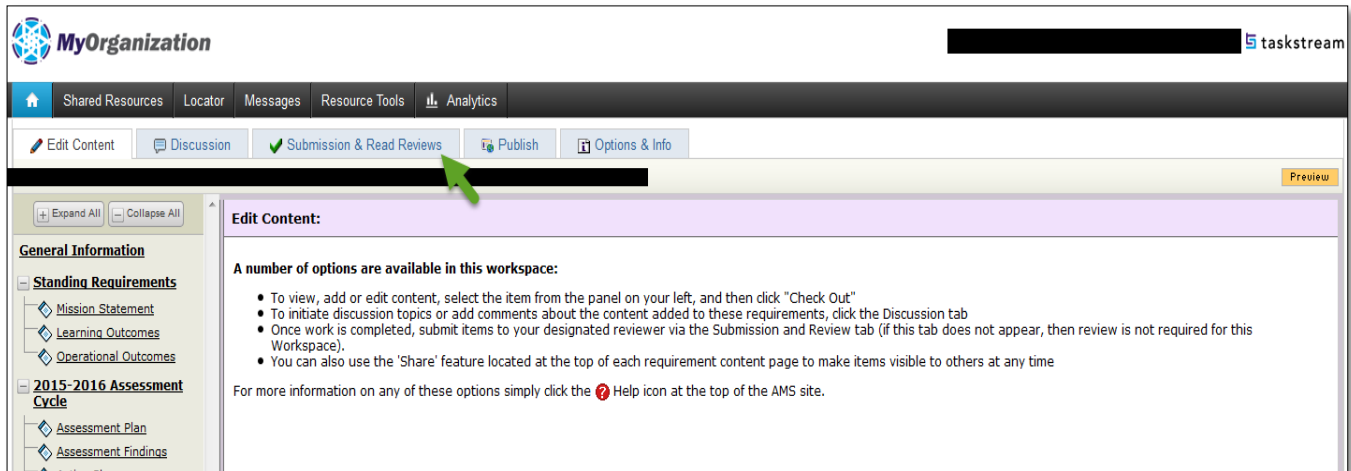 MyOrganization
taskstream
Shared Resources Locator Messages Resource Tools Analytics
Edit Content Discussion Submission & Read Reviews Publish Options & Info
Preview
Expand All Collapse All
Edit Content:
General Information
Standing Requirements
Mission Statement
Learning Outcomes
Operational Outcomes
2015-2016 Assessment
Cycle
Assessment Plan
Assessment Findings
A number of options are available in this workspace:
• To view, add or edit content, select the item from the panel on your left, and then click "Check Out"
• To initiate discussion topics or add comments about the content added to these requirements, click the Discussion tab
• Once work is completed, submit items to your designated reviewer via the Submission and Review tab (if this tab does not appear, then review is not required for this
Workspace).
• You can also use the 'Share' feature located at the top of each requirement content page to make items visible to others at any time
For more information on any of these options simply click the ? Help icon at the top of the AMS site.